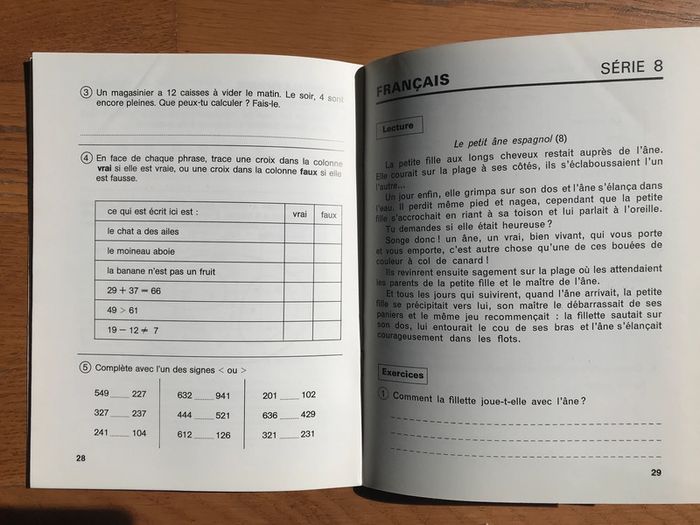 ③ Un magasinier a 12 caisses à vider le matin. Le soir, 4 sont
encore pleines. Que peux-tu calculer ? Fais-le.
④ En face de chaque phrase, trace une croix dans la colonne
vrai si elle est vraie, ou une croix dans la colonne faux si elle
est fausse.
ce qui est écrit ici est : vrai faux
le chat a des ailes
le moineau aboie
la banane n'est pas un fruit
29 + 37 = 66
49 > 61
19 − 12 ≠ 7
⑤ Complète avec l'un des signes < ou >
549 ...... 227 632 ...... 941 201 ...... 102
327 ...... 237 444 ...... 521 636 ...... 429
241 ...... 104 612 ...... 126 321 ...... 231
28
FRANÇAIS SÉRIE 8
Lecture
Le petit âne espagnol (8)
La petite fille aux longs cheveux restait auprès de l'âne.
Elle courait sur la plage à ses côtés, ils s'éclaboussaient l'un
l'autre...
Un jour enfin, elle grimpa sur son dos et l'âne s'élança dans
l'eau. Il perdit même pied et nagea, cependant que la petite
fille s'accrochait en riant à sa toison et lui parlait à l'oreille.
Tu demandes si elle était heureuse ?
Songe donc ! un âne, un vrai, bien vivant, qui vous porte
et vous emporte, c'est autre chose qu'une de ces bouées de
couleur à col de canard !
Ils revinrent ensuite sagement sur la plage où les attendaient
les parents de la petite fille et le maître de l'âne.
Et tous les jours qui suivirent, quand l'âne arrivait, la petite
fille se précipitait vers lui, son maître le débarrassait de ses
paniers et le même jeu recommençait : la fillette sautait sur
son dos, lui entourait le cou de ses bras et l'âne s'élançait
courageusement dans les flots.
Exercices
① Comment la fillette joue-t-elle avec l'âne ?
29